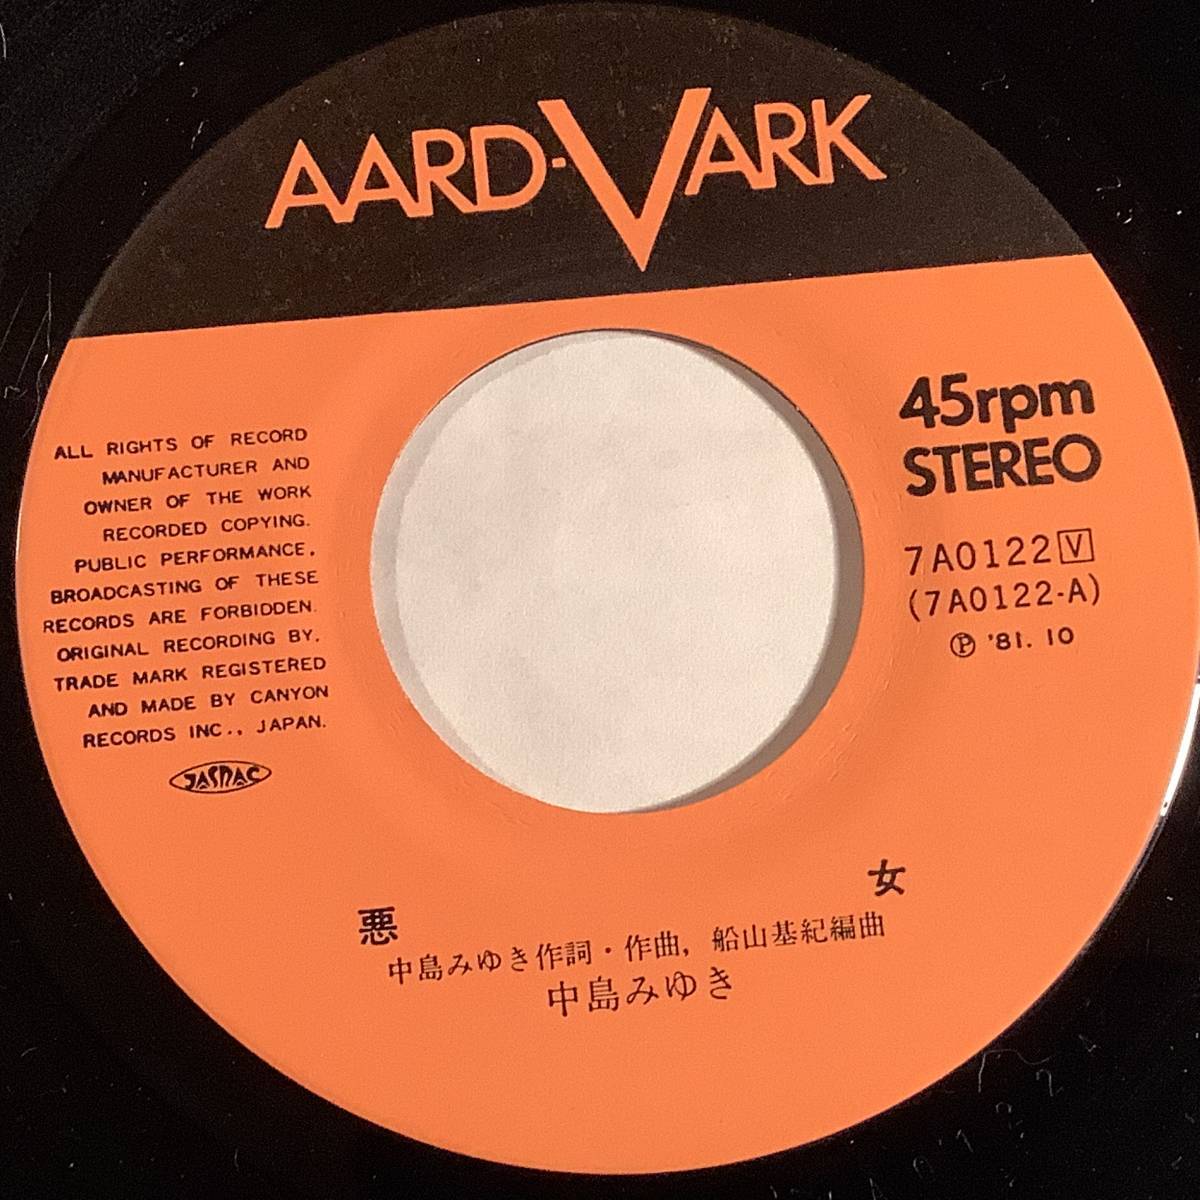 AARD-VARK
45rpm
STEREO
7A0122 V
(7A0122-A)
Ⓟ '81. 10
ALL RIGHTS OF RECORD
MANUFACTURER AND
OWNER OF THE WORK
RECORDED COPYING.
PUBLIC PERFORMANCE,
BROADCASTING OF THESE
RECORDS ARE FORBIDDEN.
ORIGINAL RECORDING BY,
TRADE MARK REGISTERED
AND MADE BY CANYON
RECORDS INC., JAPAN.
JASRAC
悪 女
中島みゆき作詞・作曲, 船山基紀編曲
中島みゆき